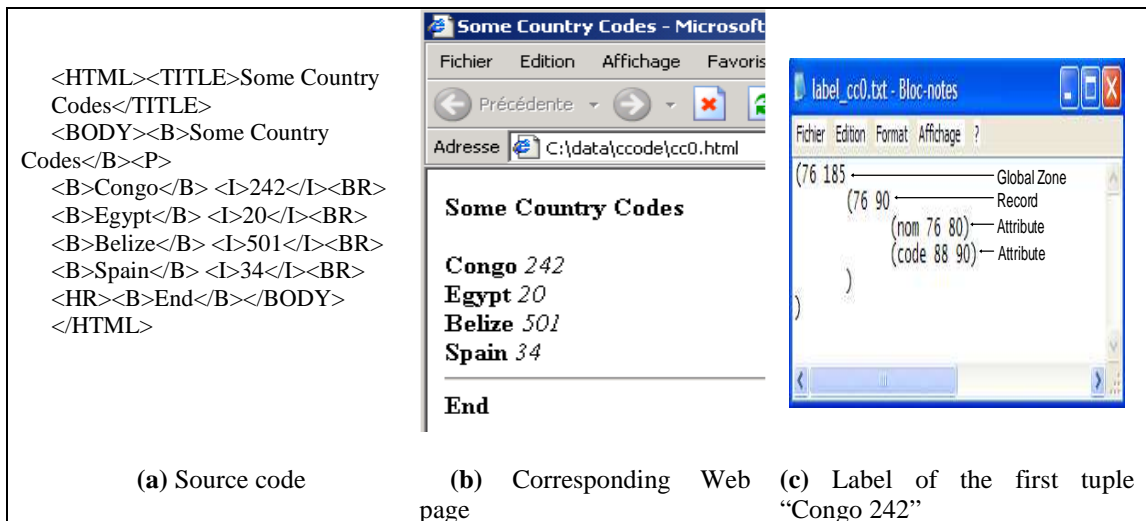 <HTML><TITLE>Some Country
Codes</TITLE>
<BODY><B>Some Country
Codes</B><P>
<B>Congo</B> <I>242</I><BR>
<B>Egypt</B> <I>20</I><BR>
<B>Belize</B> <I>501</I><BR>
<B>Spain</B> <I>34</I><BR>
<HR><B>End</B></BODY>
</HTML>
(a) Source code
Some Country Codes - Microsoft
Fichier Edition Affichage Favoris
Précédente
Adresse C:\data\ccode\cc0.html
Some Country Codes
Congo 242
Egypt 20
Belize 501
Spain 34
End
(b) Corresponding Web
page
label_cc0.txt - Bloc-notes
Fichier Edition Format Affichage ?
(76 185 Global Zone
(76 90 Record
(nom 76 80) Attribute
(code 88 90) Attribute
)
)
(c) Label of the first tuple
“Congo 242”